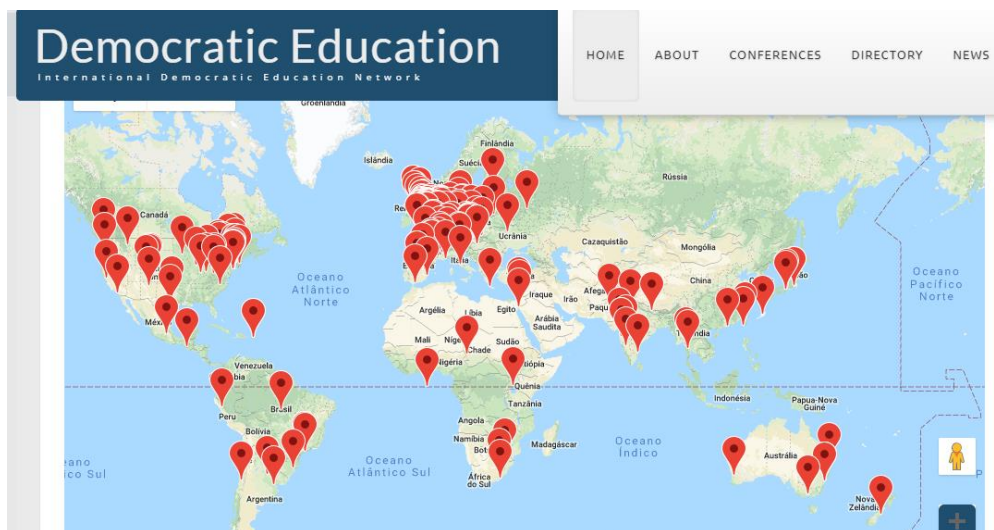 Democratic Education
International Democratic Education Network
HOME ABOUT CONFERENCES DIRECTORY NEWS
Groenlândia
Islândia
Finlândia
Rússia
Canadá
Ucrânia
Cazaquistão
Mongólia
Oceano
Atlântico
Norte
Oceano
Pacífico
Norte
China
Iraque
Irão
Argélia
Líbia
Egito
Arábia
Saudita
Mali
Sudão
Chade
Nigéria
Venezuela
Quênia
Tanzânia
Indonésia
Papua-Nova
Guiné
Peru
Brasil
Bolívia
Angola
Namíbia
Madagáscar
Oceano
Índico
Austrália
Oceano
Atlântico Sul
África
do Sul
Argentina
Nova
Zelândia